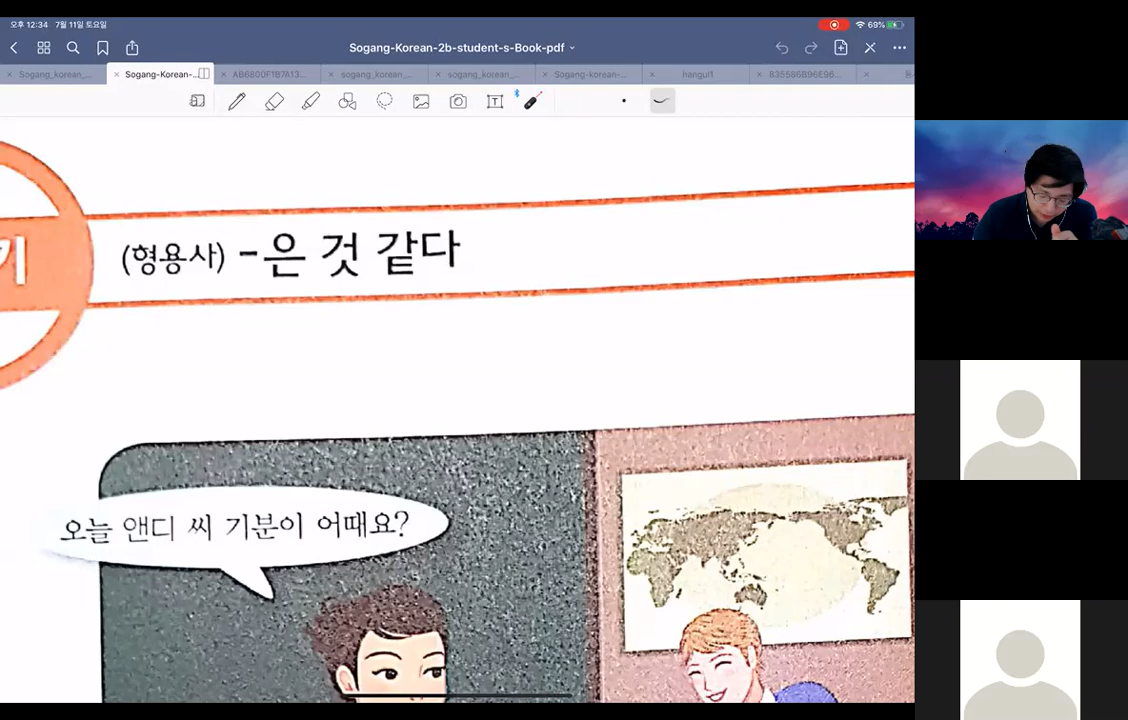 오후 12:34 7월 11일 토요일
69%
Sogang-Korean-2b-student-s-Book-pdf
Sogang_korean_...
Sogang-Korean-...
AB6800F1B7A13...
sogang_korean_...
sogang_korean_...
Sogang-korean-...
hangul1
835586B96E96...
T
기
(형용사) -은 것 같다
오늘 앤디 씨 기분이 어때요?